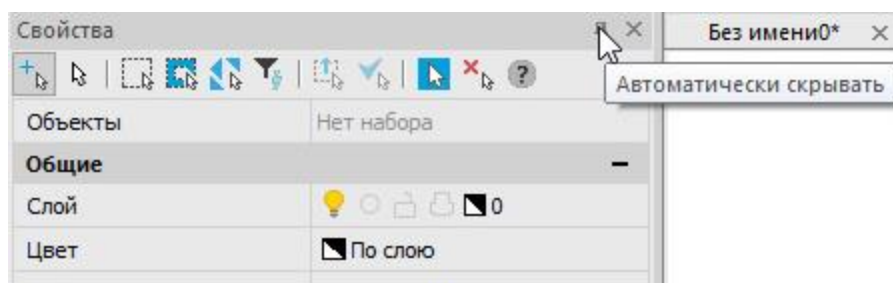 Свойства
Без имени0*
Автоматически скрывать
Объекты Нет набора
Общие
Слой 0
Цвет По слою